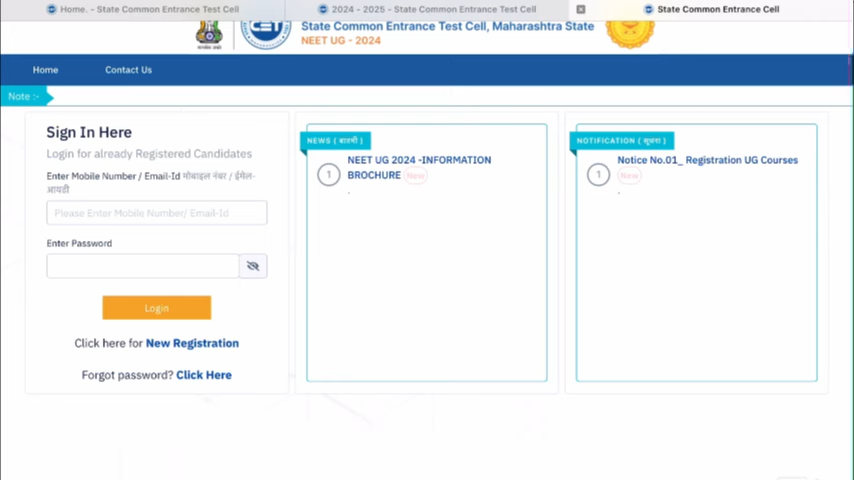 Home. - State Common Entrance Test Cell
2024 - 2025 - State Common Entrance Test Cell
State Common Entrance Cell
State Common Entrance Test Cell, Maharashtra State
NEET UG - 2024
Home
Contact Us
Note :-
Sign In Here
Login for already Registered Candidates
Enter Mobile Number / Email-Id मोबाइल नंबर / ईमेल-
आयडी
Please Enter Mobile Number/ Email-Id
Enter Password
Login
Click here for New Registration
Forgot password? Click Here
NEWS ( बातमी )
1
NEET UG 2024 -INFORMATION
BROCHURE New
.
NOTIFICATION ( सूचना )
1
Notice No.01_ Registration UG Courses
New
.